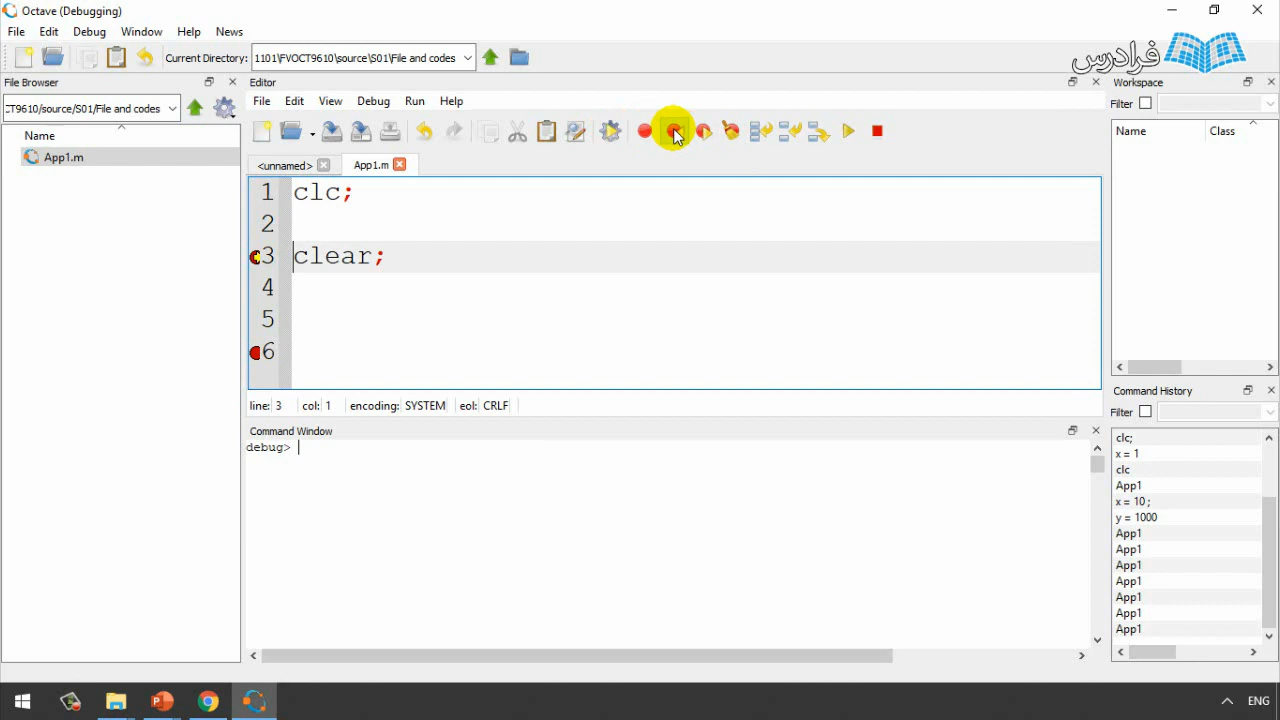 Octave (Debugging)
File Edit Debug Window Help News
Current Directory: 1101\FVOCT9610\source\S01\File and codes
فرادرس
File Browser
CT9610/source/S01/File and codes
Name
App1.m
Editor
File Edit View Debug Run Help
<unnamed> App1.m
1 clc;
2
3 clear;
4
5
6
line: 3 col: 1 encoding: SYSTEM eol: CRLF
Command Window
debug>
Workspace
Filter
Name Class
Command History
Filter
clc;
x = 1
clc
App1
x = 10 ;
y = 1000
App1
App1
App1
App1
App1
App1
App1
ENG